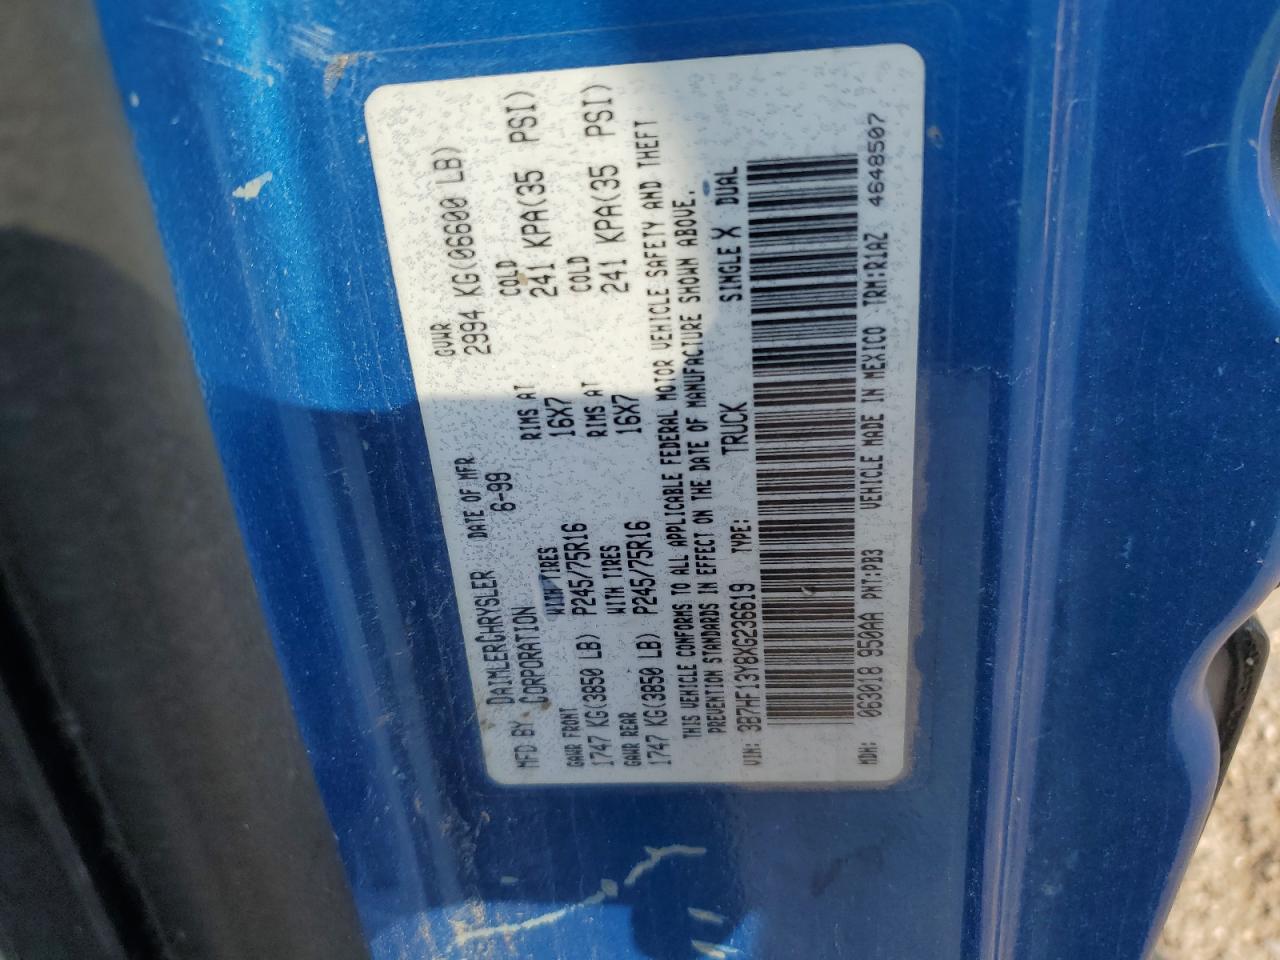 MFD BY DAIMLERCHRYSLER CORPORATION DATE OF MFR 6-99 GVWR 2994 KG(06600 LB)
GAWR FRONT WITH TIRES RIMS AT COLD
1747 KG(3850 LB) P245/75R16 16X7 241 KPA(35 PSI)
GAWR REAR WITH TIRES RIMS AT COLD
1747 KG(3850 LB) P245/75R16 16X7 241 KPA(35 PSI)
THIS VEHICLE CONFORMS TO ALL APPLICABLE FEDERAL MOTOR VEHICLE SAFETY AND THEFT
PREVENTION STANDARDS IN EFFECT ON THE DATE OF MANUFACTURE SHOWN ABOVE.
VIN: 3B7HF13Y8XG236619 TYPE: TRUCK SINGLE X DUAL
MDH: 063018 950AA PNT:PB3 VEHICLE MADE IN MEXICO TRM:R1AZ 4648507